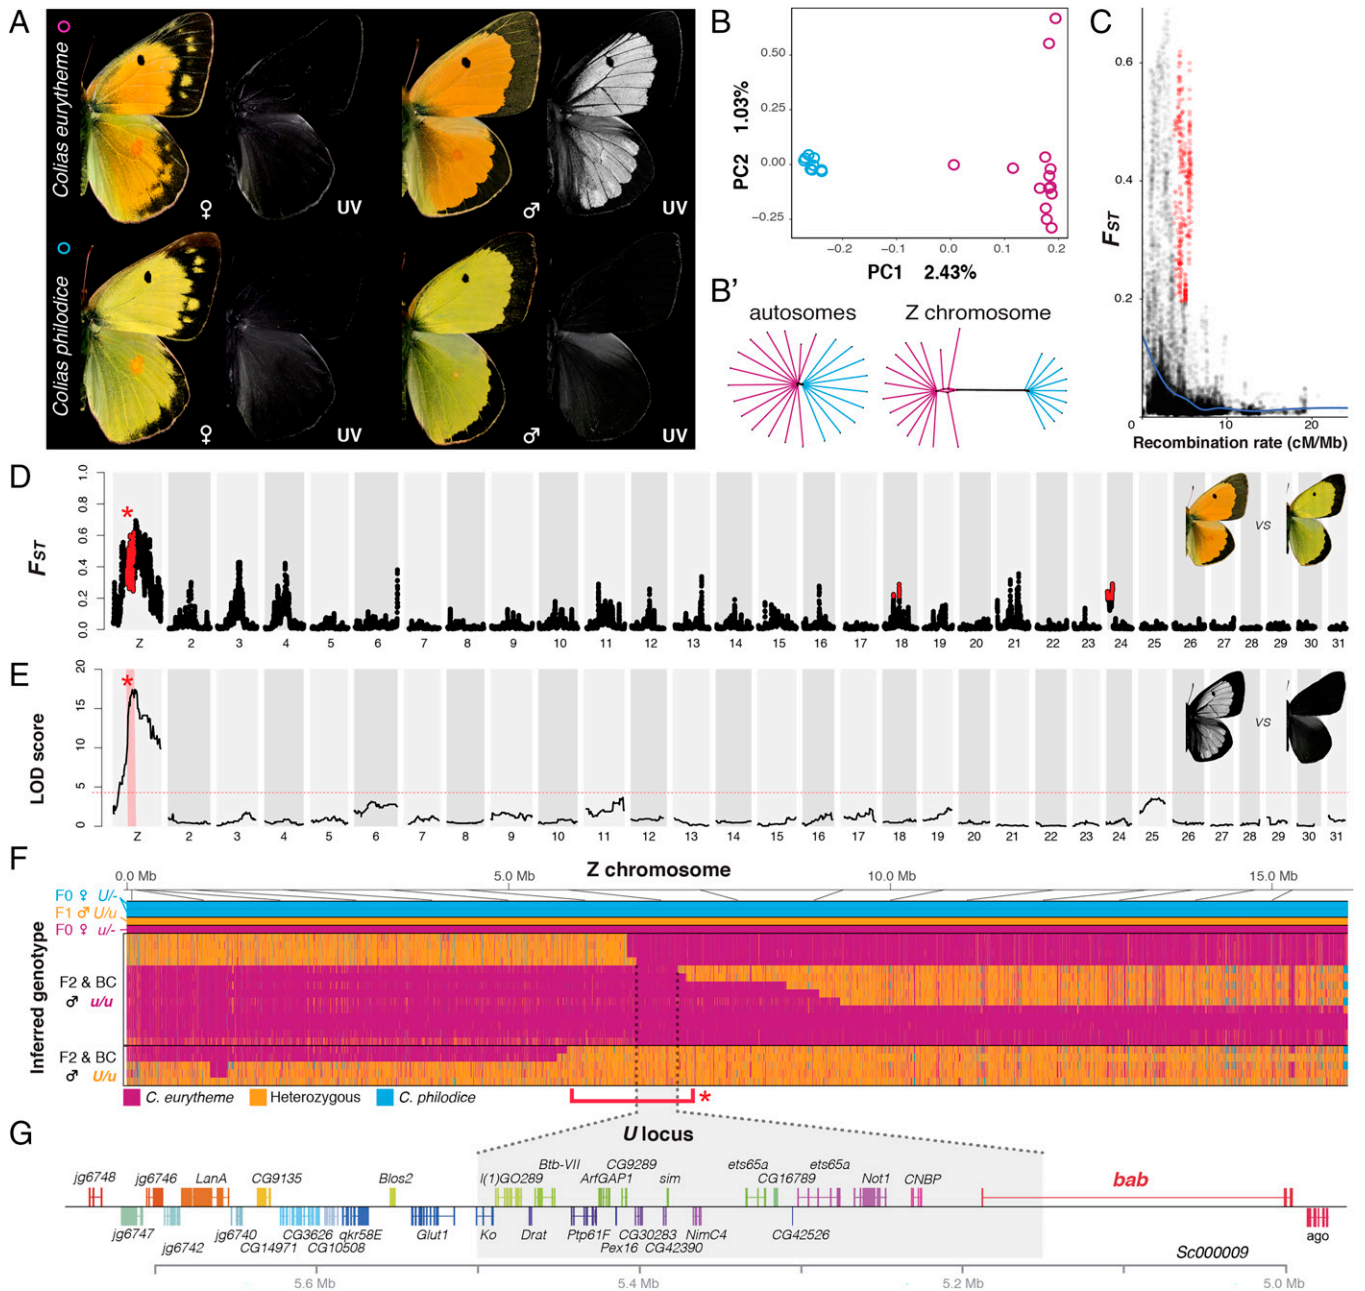 A
Colias eurytheme
♀
UV
♂
UV
Colias philodice
♀
UV
♂
UV
B
PC2 1.03%
0.50
0.25
0.00
−0.25
−0.2
−0.1
0.0
0.1
0.2
PC1 2.43%
B'
autosomes
Z chromosome
C
FST
0.6
0.4
0.2
0
10
20
Recombination rate (cM/Mb)
D
FST
1.0
0.8
0.6
0.4
0.2
0.0
*
vs
Z 2 3 4 5 6 7 8 9 10 11 12 13 14 15 16 17 18 19 20 21 22 23 24 25 26 27 28 29 30 31
E
LOD score
20
15
10
5
0
*
vs
Z 2 3 4 5 6 7 8 9 10 11 12 13 14 15 16 17 18 19 20 21 22 23 24 25 26 27 28 29 30 31
F
Z chromosome
0.0 Mb 5.0 Mb 10.0 Mb 15.0 Mb
F0 ♀ U/-
F1 ♂ U/u
F0 ♀ u/-
Inferred genotype
F2 & BC
♂ u/u
F2 & BC
♂ U/u
C. eurytheme Heterozygous C. philodice
*
G
U locus
jg6748 jg6746 LanA CG9135 Blos2 l(1)GO289 Btb-VII ArfGAP1 CG9289 sim ets65a CG16789 ets65a Not1 CNBP bab
jg6747 jg6742 jg6740 CG14971 CG3626 CG10508 qkr58E Glut1 Ko Drat Ptp61F Pex16 CG30283 CG42390 NimC4 CG42526 ago
Sc000009
5.6 Mb 5.4 Mb 5.2 Mb 5.0 Mb